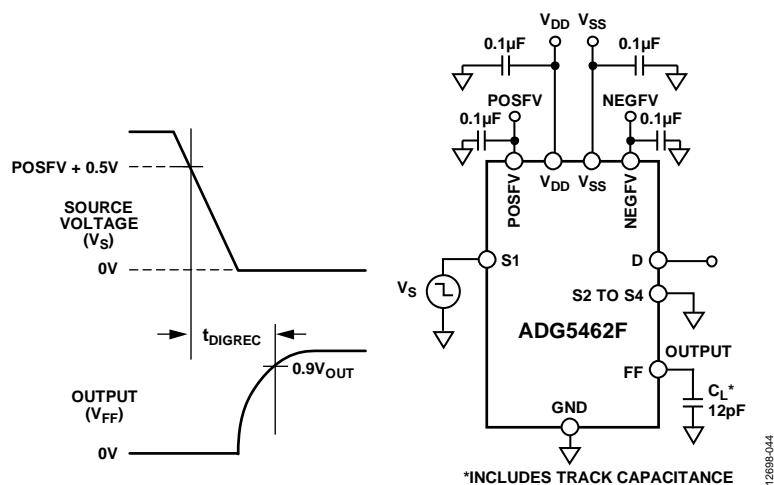 POSFV + 0.5V
SOURCE
VOLTAGE
(VS)
0V
tDIGREC
0.9VOUT
OUTPUT
(VFF)
0V
VDD VSS
0.1µF 0.1µF
POSFV NEGFV
0.1µF 0.1µF
POSFV VDD VSS NEGFV
S1 D
VS
S2 TO S4
ADG5462F
OUTPUT
FF
CL*
12pF
GND
*INCLUDES TRACK CAPACITANCE
12698-044